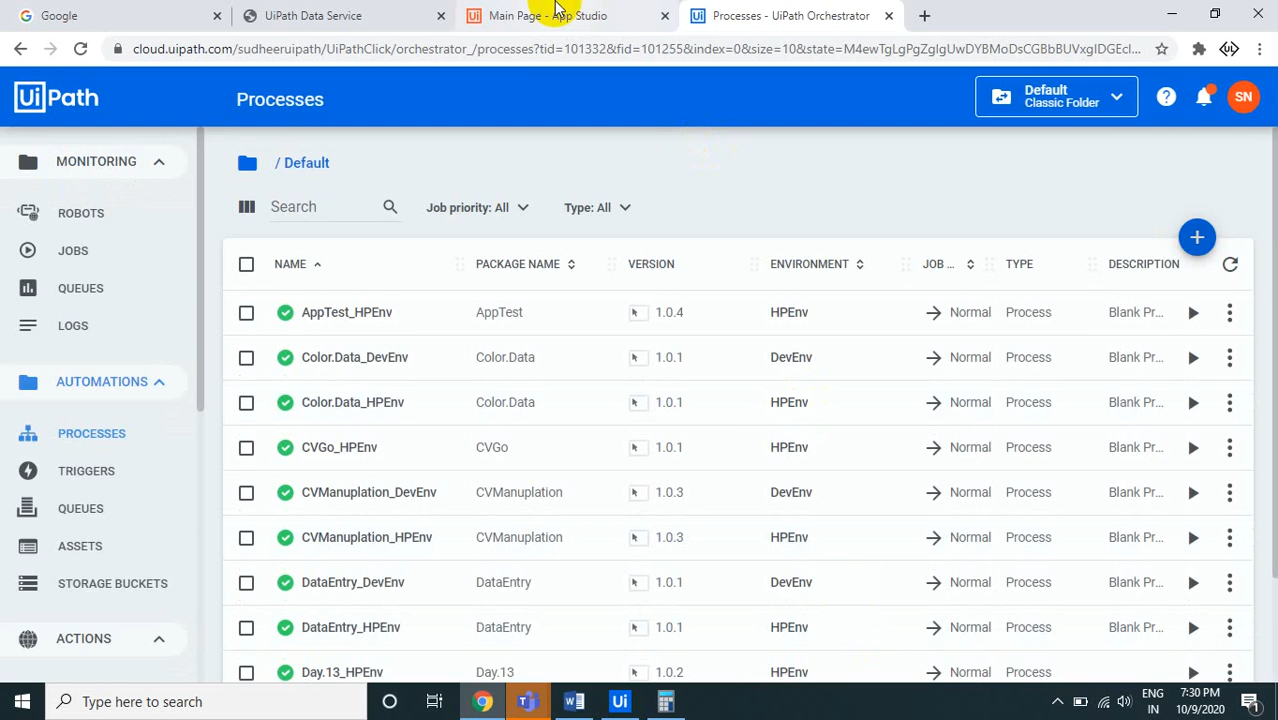 Google
UiPath Data Service
Main Page - App Studio
Processes - UiPath Orchestrator
cloud.uipath.com/sudheeruipath/UiPathClick/orchestrator_/processes?tid=101332&fid=101255&index=0&size=10&state=M4ewTgLgPgZglgUwDYBMoDsCGBbBUVxgIDGEcl...
UiPath
Processes
Default
Classic Folder
SN
MONITORING
ROBOTS
JOBS
QUEUES
LOGS
AUTOMATIONS
PROCESSES
TRIGGERS
QUEUES
ASSETS
STORAGE BUCKETS
ACTIONS
/ Default
Search
Job priority: All
Type: All
NAME PACKAGE NAME VERSION ENVIRONMENT JOB ... TYPE DESCRIPTION
AppTest_HPEnv AppTest 1.0.4 HPEnv Normal Process Blank Pr...
Color.Data_DevEnv Color.Data 1.0.1 DevEnv Normal Process Blank Pr...
Color.Data_HPEnv Color.Data 1.0.1 HPEnv Normal Process Blank Pr...
CVGo_HPEnv CVGo 1.0.1 HPEnv Normal Process Blank Pr...
CVManuplation_DevEnv CVManuplation 1.0.3 DevEnv Normal Process Blank Pr...
CVManuplation_HPEnv CVManuplation 1.0.3 HPEnv Normal Process Blank Pr...
DataEntry_DevEnv DataEntry 1.0.1 DevEnv Normal Process Blank Pr...
DataEntry_HPEnv DataEntry 1.0.1 HPEnv Normal Process Blank Pr...
Day.13_HPEnv Day.13 1.0.2 HPEnv Normal Process Blank Pr...
Type here to search
Ui
ENG
IN
7:30 PM
10/9/2020
1